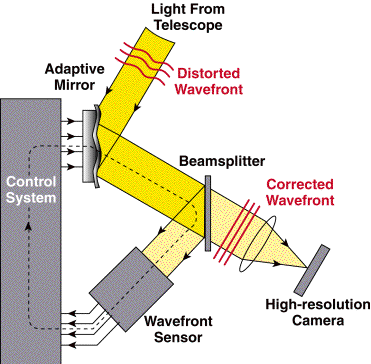 Light From
Telescope
Adaptive
Mirror
Distorted
Wavefront
Beamsplitter
Control
System
Corrected
Wavefront
High-resolution
Camera
Wavefront
Sensor